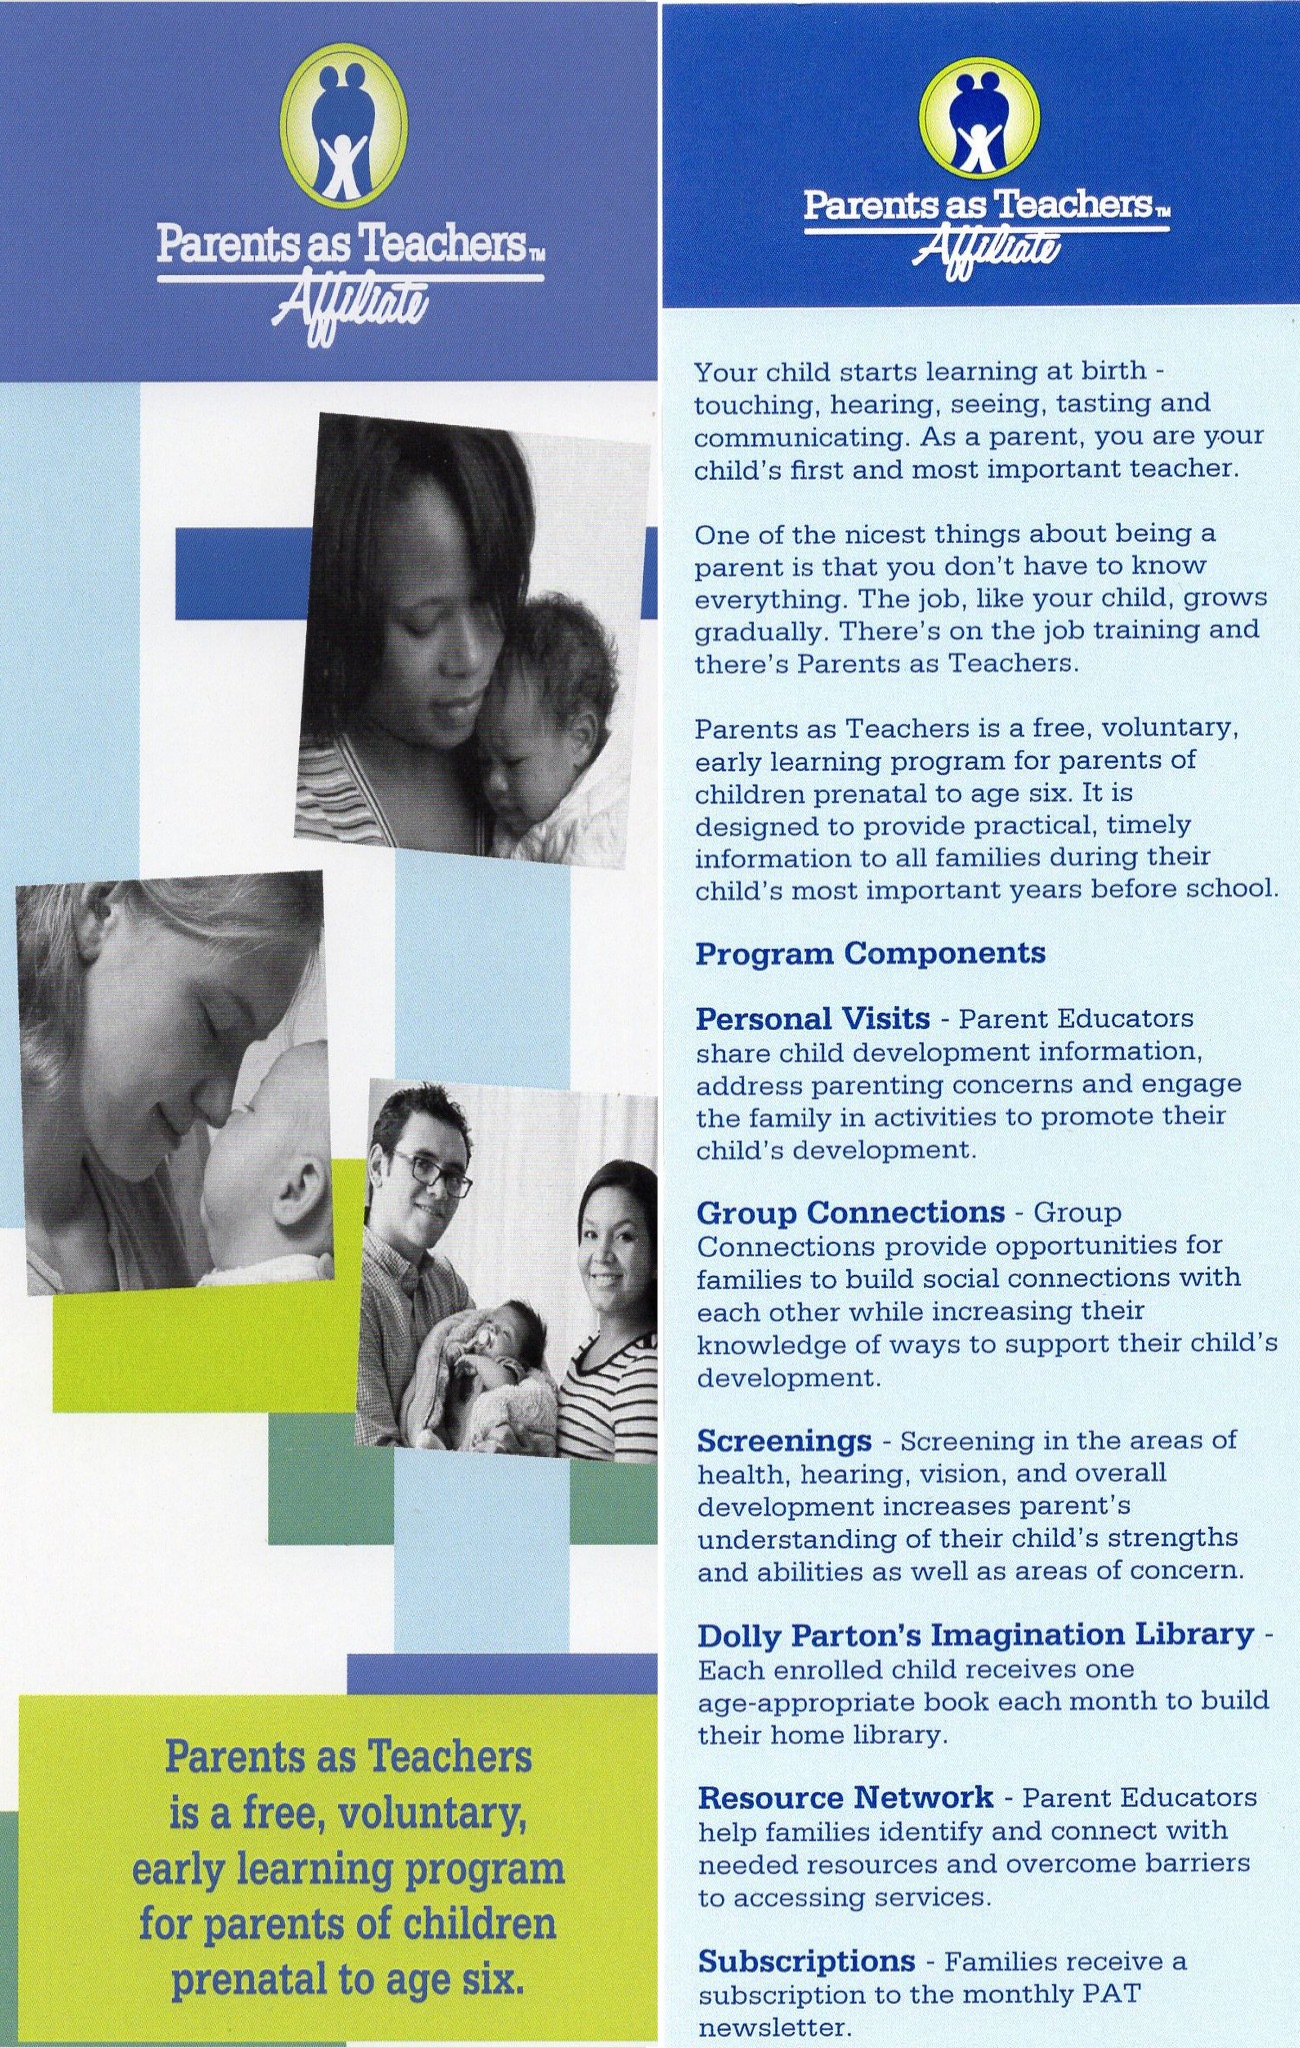 Parents as Teachers™
Affiliate
Parents as Teachers
is a free, voluntary,
early learning program
for parents of children
prenatal to age six.
Parents as Teachers™
Affiliate
Your child starts learning at birth -
touching, hearing, seeing, tasting and
communicating. As a parent, you are your
child's first and most important teacher.
One of the nicest things about being a
parent is that you don't have to know
everything. The job, like your child, grows
gradually. There's on the job training and
there's Parents as Teachers.
Parents as Teachers is a free, voluntary,
early learning program for parents of
children prenatal to age six. It is
designed to provide practical, timely
information to all families during their
child's most important years before school.
Program Components
Personal Visits - Parent Educators
share child development information,
address parenting concerns and engage
the family in activities to promote their
child's development.
Group Connections - Group
Connections provide opportunities for
families to build social connections with
each other while increasing their
knowledge of ways to support their child's
development.
Screenings - Screening in the areas of
health, hearing, vision, and overall
development increases parent's
understanding of their child's strengths
and abilities as well as areas of concern.
Dolly Parton's Imagination Library -
Each enrolled child receives one
age-appropriate book each month to build
their home library.
Resource Network - Parent Educators
help families identify and connect with
needed resources and overcome barriers
to accessing services.
Subscriptions - Families receive a
subscription to the monthly PAT
newsletter.